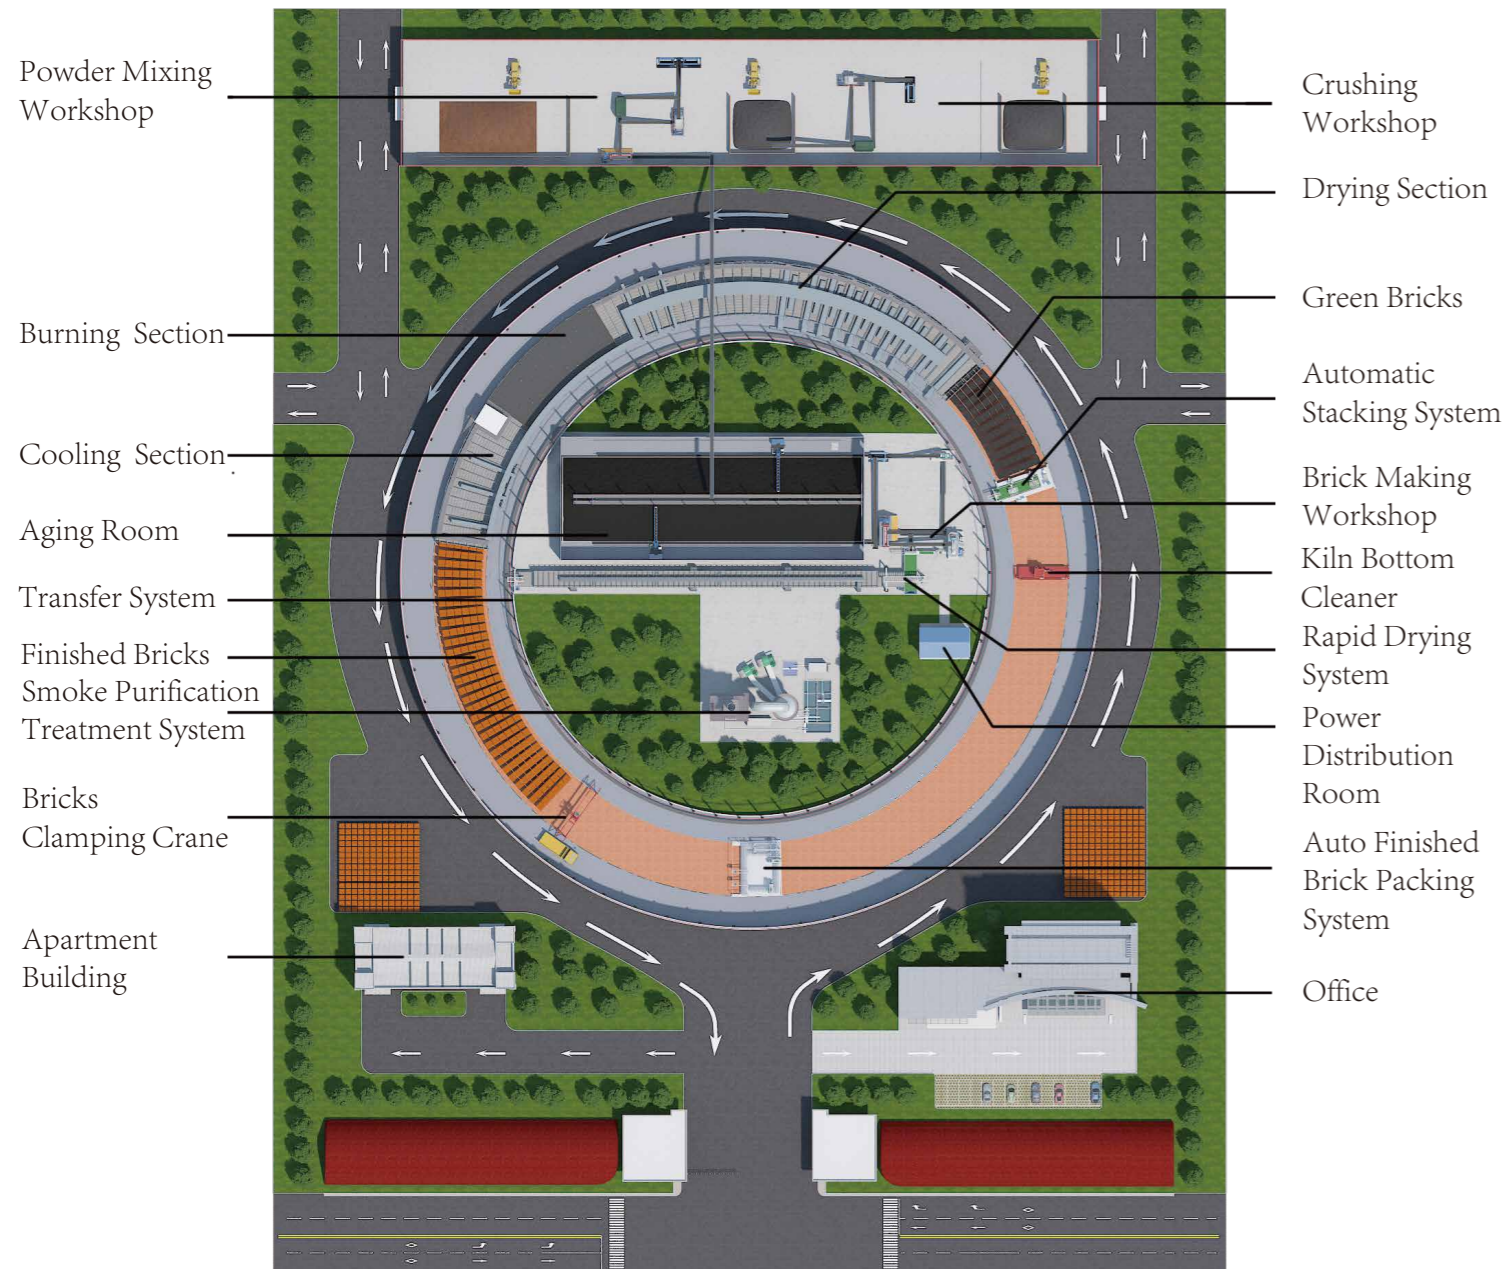 Powder Mixing
Workshop
Burning Section
Cooling Section
Aging Room
Transfer System
Finished Bricks
Smoke Purification
Treatment System
Bricks
Clamping Crane
Apartment
Building
Crushing
Workshop
Drying Section
Green Bricks
Automatic
Stacking System
Brick Making
Workshop
Kiln Bottom
Cleaner
Rapid Drying
System
Power
Distribution
Room
Auto Finished
Brick Packing
System
Office